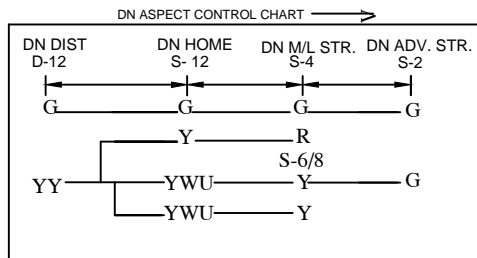 DN ASPECT CONTROL CHART
DN DIST DN HOME DN M/L STR. DN ADV. STR.
D-12 S- 12 S-4 S-2
G G G G
Y R
S-6/8
YY YWU Y G
YWU Y